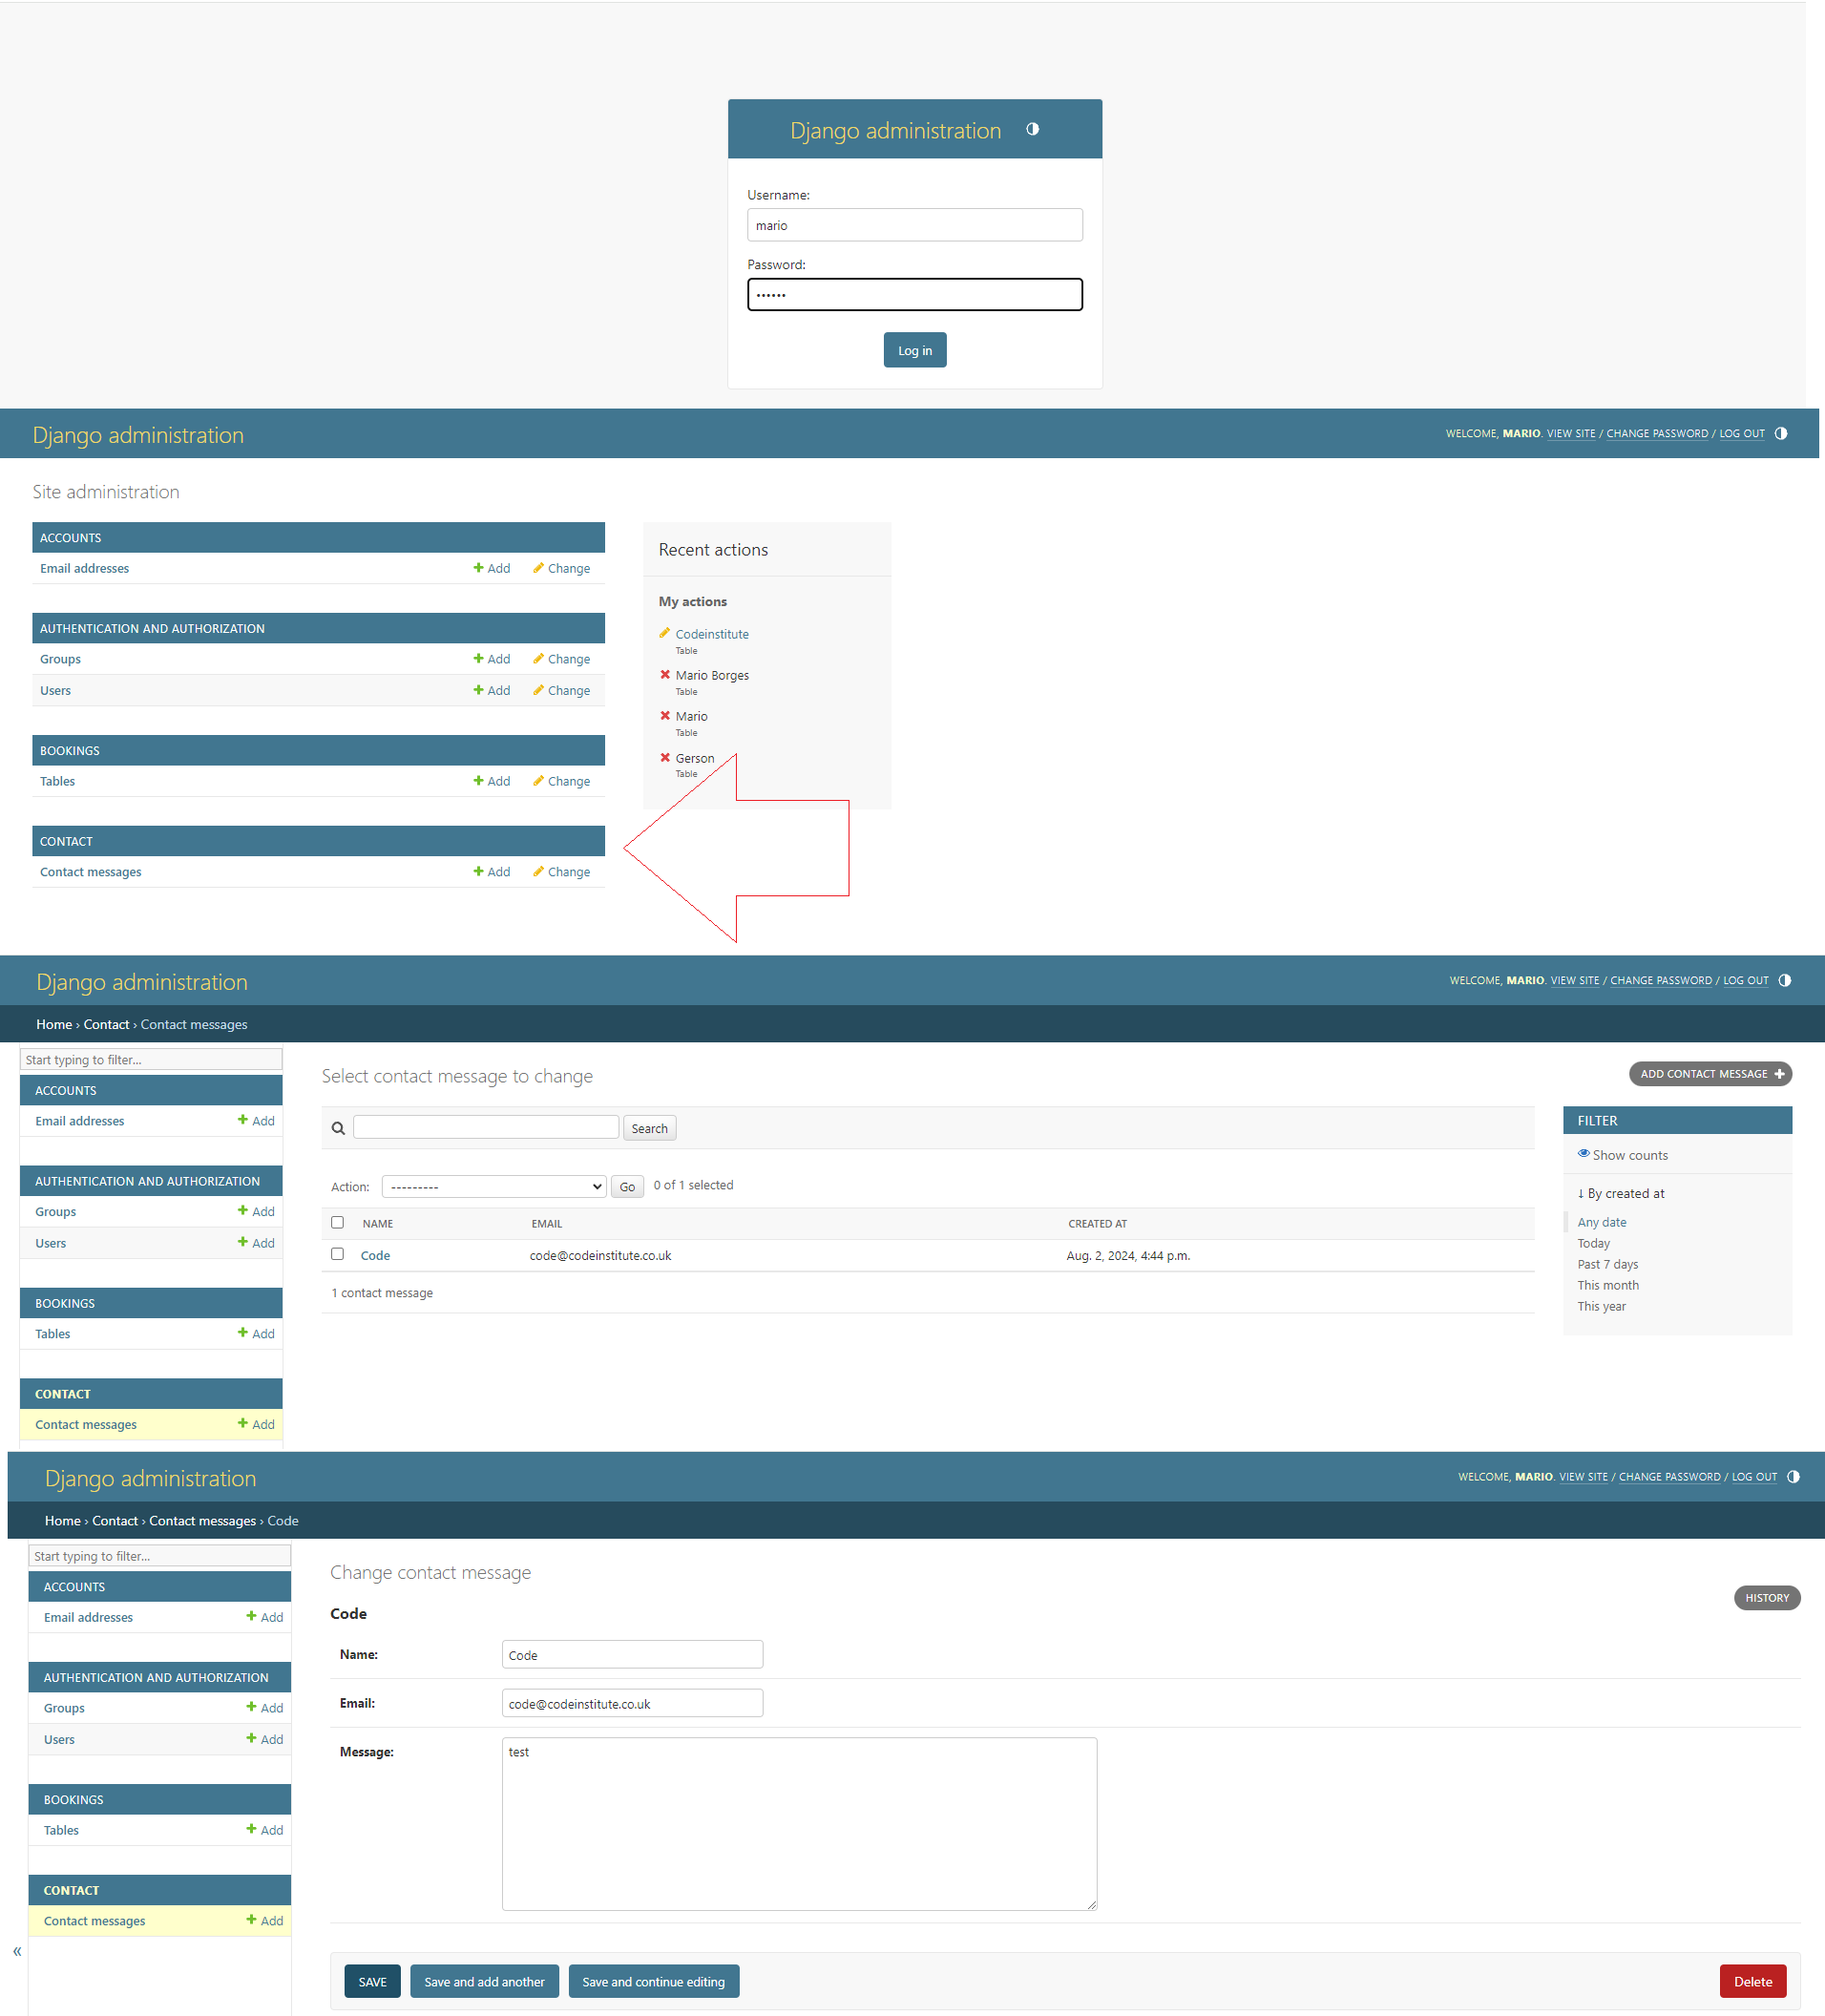 Django administration
Username:
mario
Password:
••••••
Log in
Django administration
WELCOME, MARIO. VIEW SITE / CHANGE PASSWORD / LOG OUT
Site administration
ACCOUNTS
Email addresses Add Change
AUTHENTICATION AND AUTHORIZATION
Groups Add Change
Users Add Change
BOOKINGS
Tables Add Change
CONTACT
Contact messages Add Change
Recent actions
My actions
Codeinstitute
Table
Mario Borges
Table
Mario
Table
Gerson
Table
Django administration
WELCOME, MARIO. VIEW SITE / CHANGE PASSWORD / LOG OUT
Home › Contact › Contact messages
Start typing to filter...
ACCOUNTS
Email addresses Add
AUTHENTICATION AND AUTHORIZATION
Groups Add
Users Add
BOOKINGS
Tables Add
CONTACT
Contact messages Add
Select contact message to change
ADD CONTACT MESSAGE
Search
Action: --------- Go 0 of 1 selected
NAME EMAIL CREATED AT
Code code@codeinstitute.co.uk Aug. 2, 2024, 4:44 p.m.
1 contact message
FILTER
Show counts
↓ By created at
Any date
Today
Past 7 days
This month
This year
Django administration
WELCOME, MARIO. VIEW SITE / CHANGE PASSWORD / LOG OUT
Home › Contact › Contact messages › Code
Start typing to filter...
ACCOUNTS
Email addresses Add
AUTHENTICATION AND AUTHORIZATION
Groups Add
Users Add
BOOKINGS
Tables Add
CONTACT
Contact messages Add
«
Change contact message
HISTORY
Code
Name: Code
Email: code@codeinstitute.co.uk
Message: test
SAVE Save and add another Save and continue editing Delete